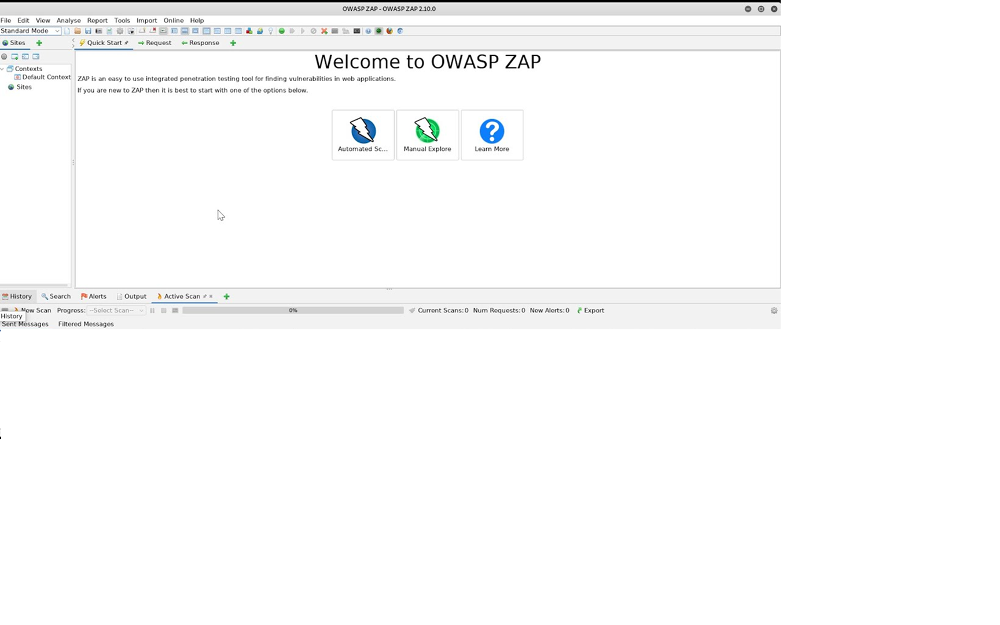 OWASP ZAP - OWASP ZAP 2.10.0
File Edit View Analyse Report Tools Import Online Help
Standard Mode
Sites
Quick Start Request Response
Contexts
Default Context
Sites
Welcome to OWASP ZAP
ZAP is an easy to use integrated penetration testing tool for finding vulnerabilities in web applications.
If you are new to ZAP then it is best to start with one of the options below.
Automated Sc... Manual Explore Learn More
History Search Alerts Output Active Scan
New Scan Progress: --Select Scan-- 0% Current Scans: 0 Num Requests: 0 New Alerts: 0 Export
History
Sent Messages Filtered Messages